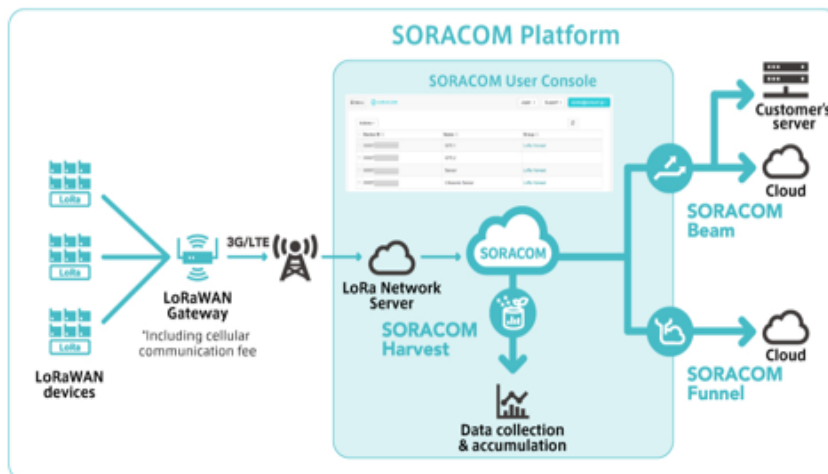 SORACOM Platform
SORACOM User Console
SORACOM
LoRa
LoRa
LoRa
LoRaWAN
devices
LoRaWAN
Gateway
*Including cellular
communication fee
3G/LTE
LoRa Network
Server
SORACOM
SORACOM
Harvest
Data collection
& accumulation
Customer's
server
Cloud
SORACOM
Beam
Cloud
SORACOM
Funnel